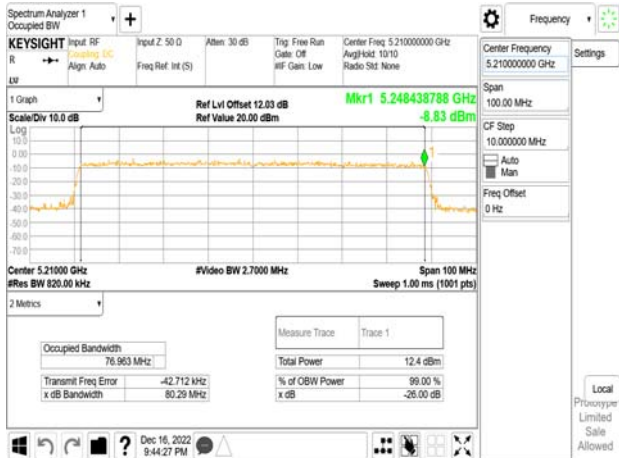 Spectrum Analyzer 1
Occupied BW
+
Frequency
KEYSIGHT
Input: RF
Coupling: DC
Align: Auto
R
LXI
Input Z: 50 Ω
Freq Ref: Int (S)
Atten: 30 dB
Trig: Free Run
Gate: Off
#IF Gain: Low
Center Freq: 5.210000000 GHz
Avg|Hold: 10/10
Radio Std: None
Center Frequency
5.210000000 GHz
Settings
Span
100.00 MHz
CF Step
10.000000 MHz
Auto
Man
Freq Offset
0 Hz
1 Graph
Scale/Div 10.0 dB
Ref Lvl Offset 12.03 dB
Ref Value 20.00 dBm
Mkr1 5.248438788 GHz
-8.83 dBm
Log
10.0
0.00
-10.0
-20.0
-30.0
-40.0
-50.0
-60.0
-70.0
1
Center 5.21000 GHz
#Res BW 820.00 kHz
#Video BW 2.7000 MHz
Span 100 MHz
Sweep 1.00 ms (1001 pts)
2 Metrics
Measure Trace Trace 1
Occupied Bandwidth
76.963 MHz
Total Power 12.4 dBm
Transmit Freq Error -42.712 kHz
% of OBW Power 99.00 %
x dB Bandwidth 80.29 MHz
x dB -26.00 dB
Local
Prototype
Limited
Sale
Allowed
?
Dec 16, 2022
9:44:27 PM